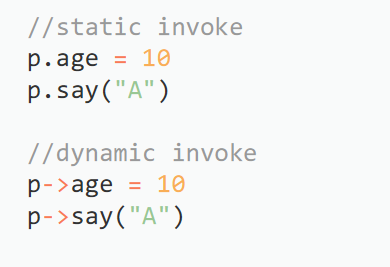 //static invoke
p.age = 10
p.say("A")
//dynamic invoke
p->age = 10
p->say("A")